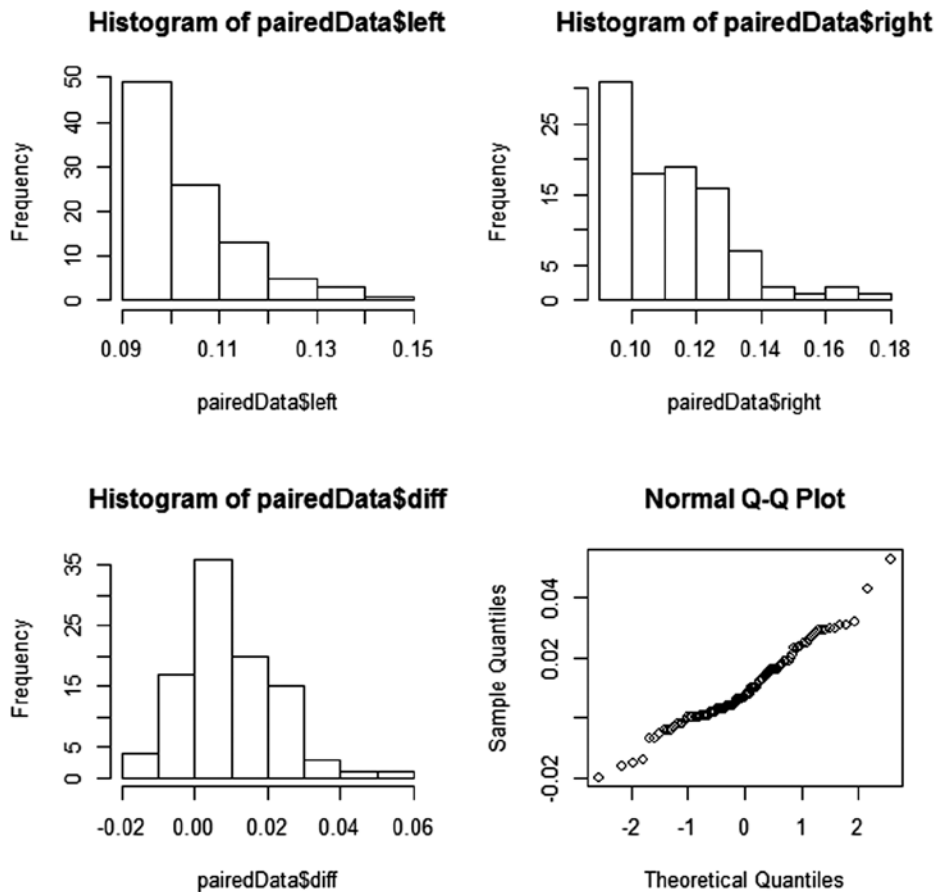 Histogram of pairedData$left
Frequency
0 10 20 30 40 50
0.09 0.11 0.13 0.15
pairedData$left
Histogram of pairedData$right
Frequency
5 15 25
0.10 0.12 0.14 0.16 0.18
pairedData$right
Histogram of pairedData$diff
Frequency
0 5 15 25 35
-0.02 0.00 0.02 0.04 0.06
pairedData$diff
Normal Q-Q Plot
Sample Quantiles
-0.02 0.02 0.04
-2 -1 0 1 2
Theoretical Quantiles